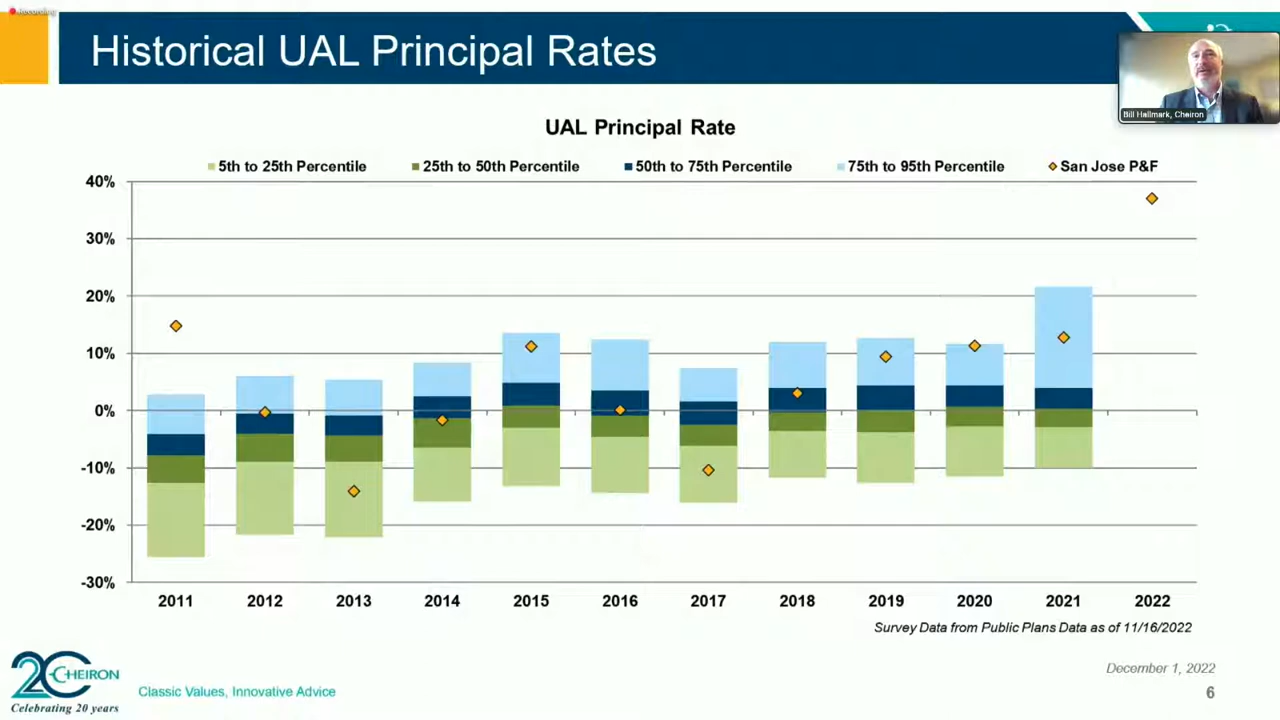 Recording
Historical UAL Principal Rates
Bill Hallmark, Cheiron
UAL Principal Rate
5th to 25th Percentile 25th to 50th Percentile 50th to 75th Percentile 75th to 95th Percentile San Jose P&F
40%
30%
20%
10%
0%
-10%
-20%
-30%
2011 2012 2013 2014 2015 2016 2017 2018 2019 2020 2021 2022
Survey Data from Public Plans Data as of 11/16/2022
20 CHEIRON
Celebrating 20 years
Classic Values, Innovative Advice
December 1, 2022
6